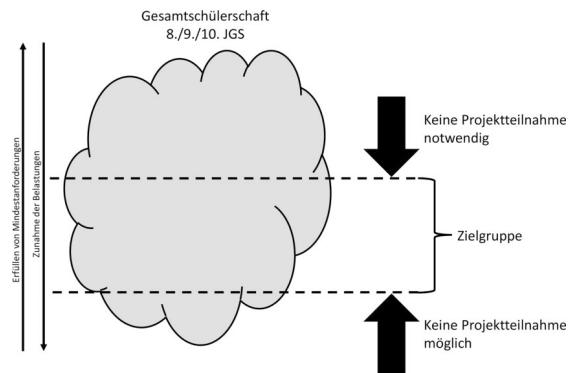 Gesamtschülerschaft
8./9./10. JGS
Erfüllen von Mindestanforderungen
Zunahme der Belastungen
Keine Projektteilnahme
notwendig
Zielgruppe
Keine Projektteilnahme
möglich